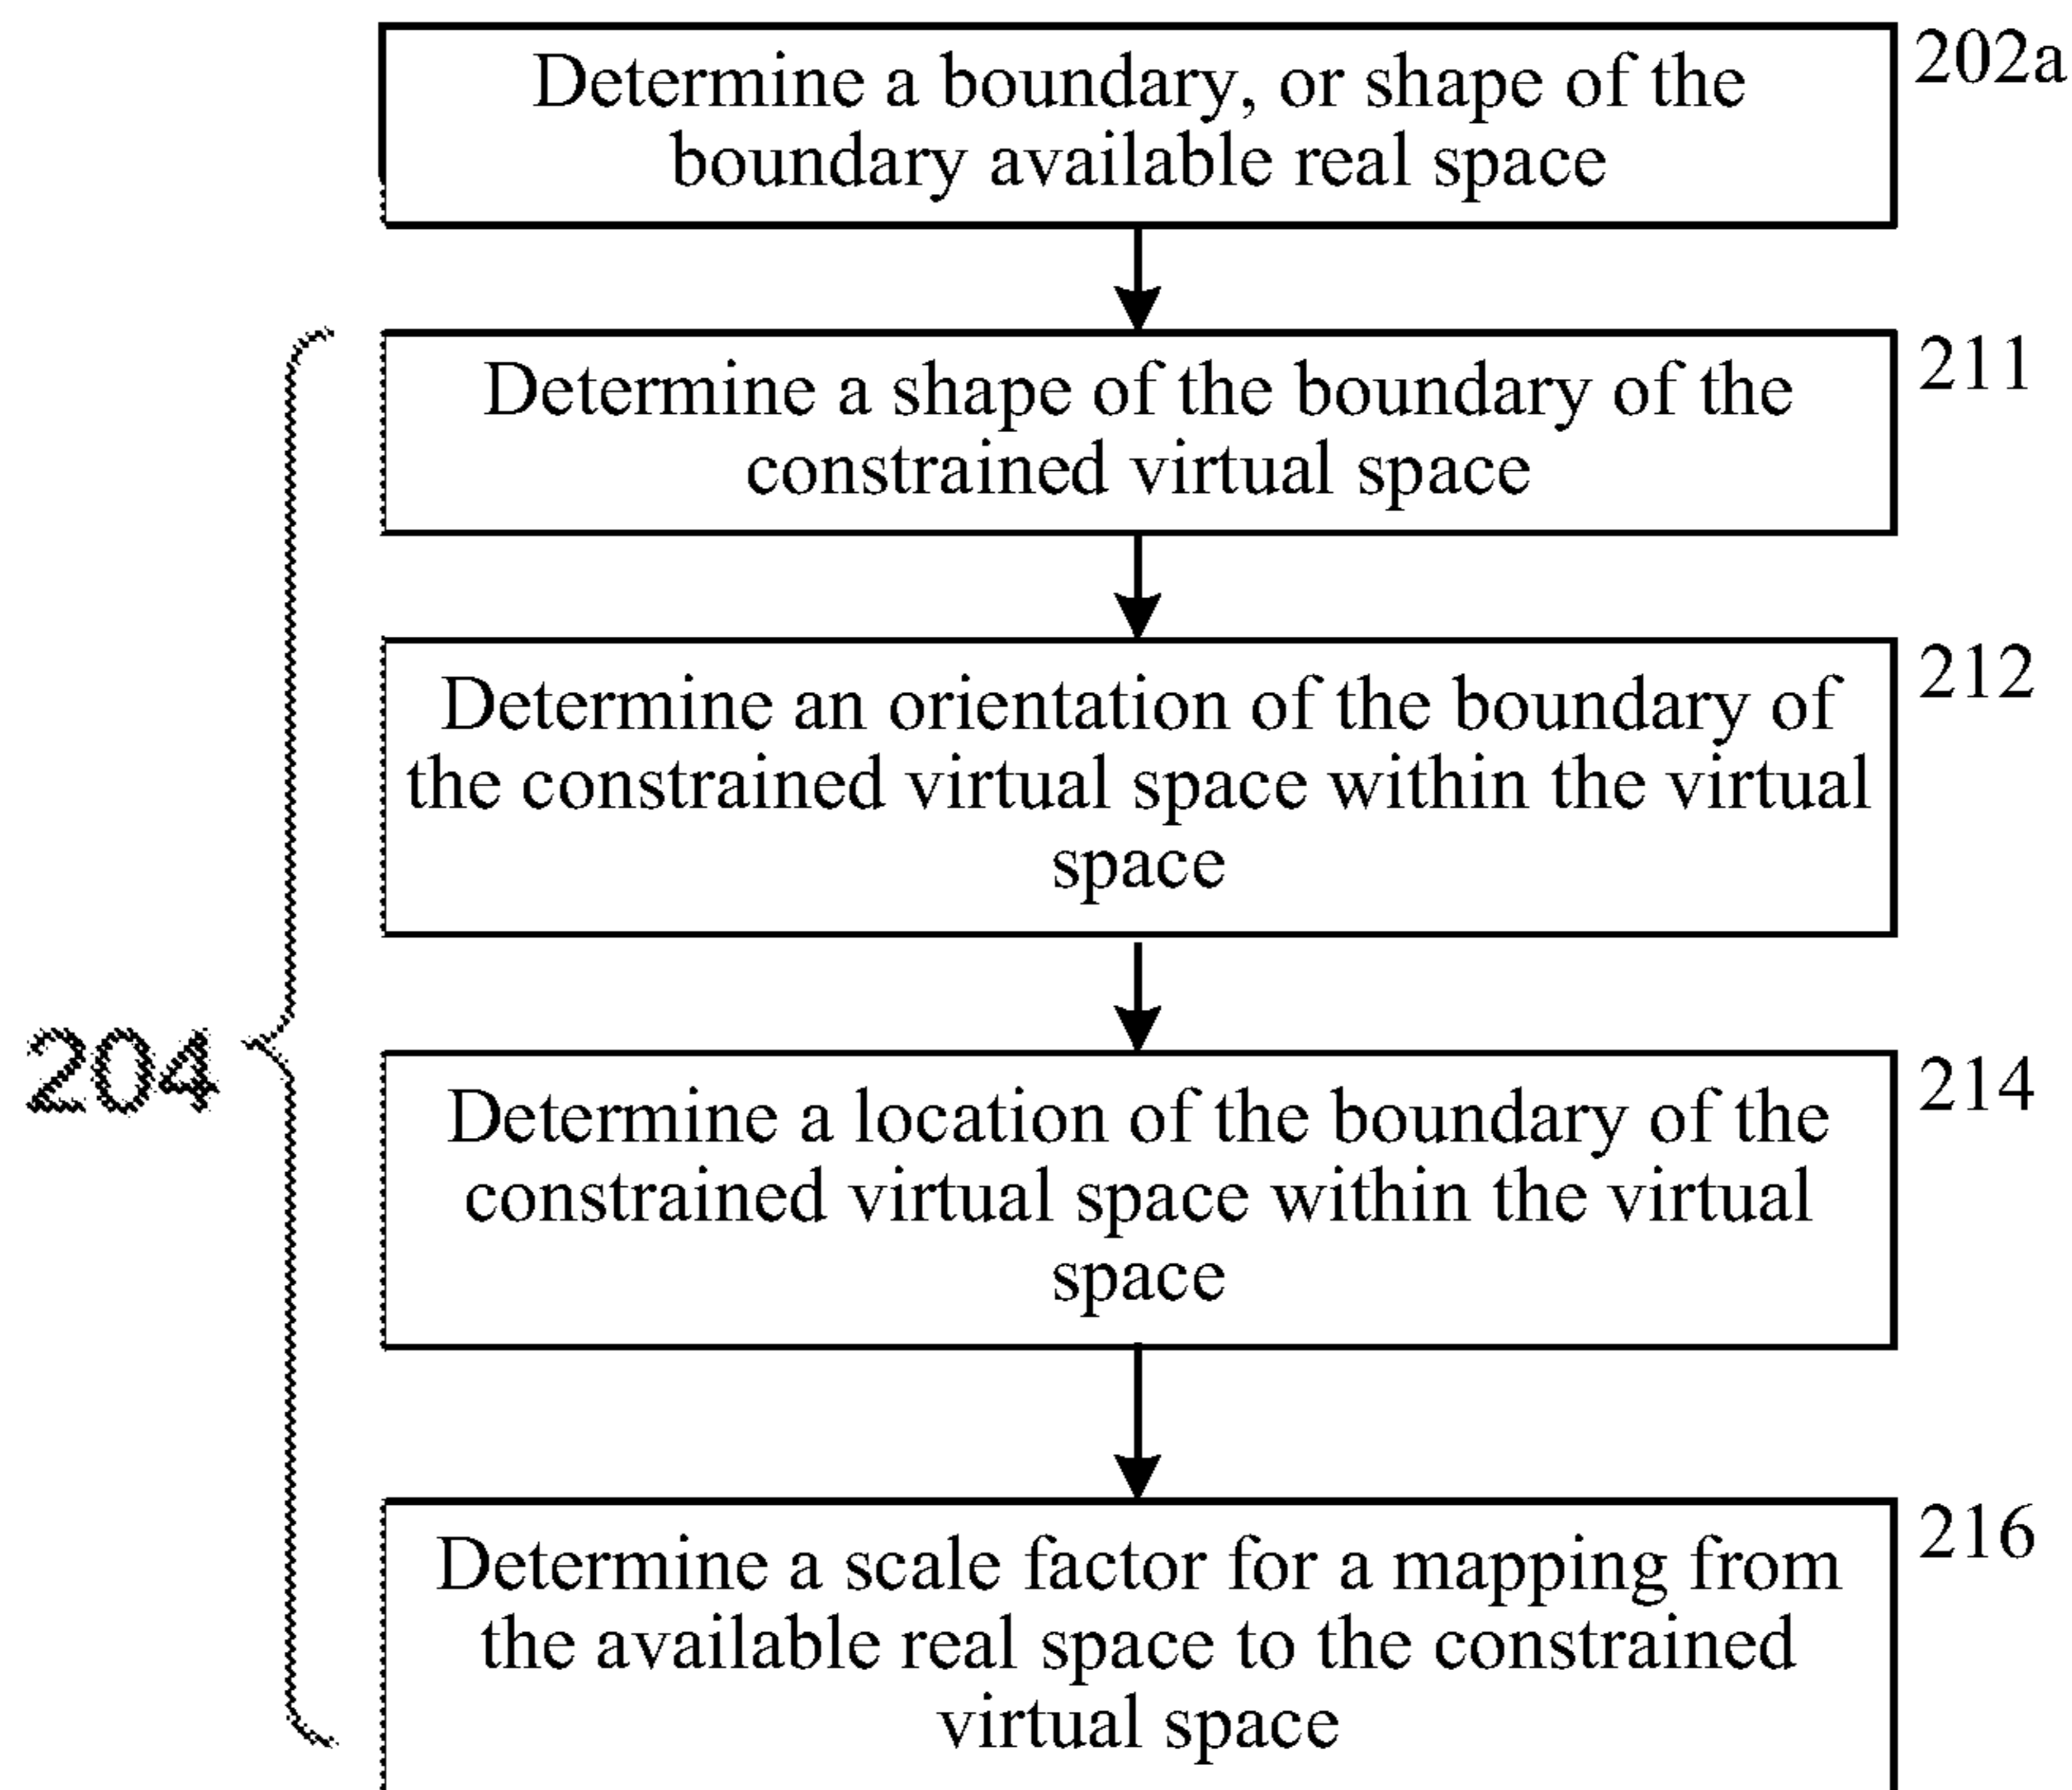 Determine a boundary, or shape of the
boundary available real space
202a
Determine a shape of the boundary of the
constrained virtual space
211
Determine an orientation of the boundary of
the constrained virtual space within the virtual
space
212
204
Determine a location of the boundary of the
constrained virtual space within the virtual
space
214
Determine a scale factor for a mapping from
the available real space to the constrained
virtual space
216